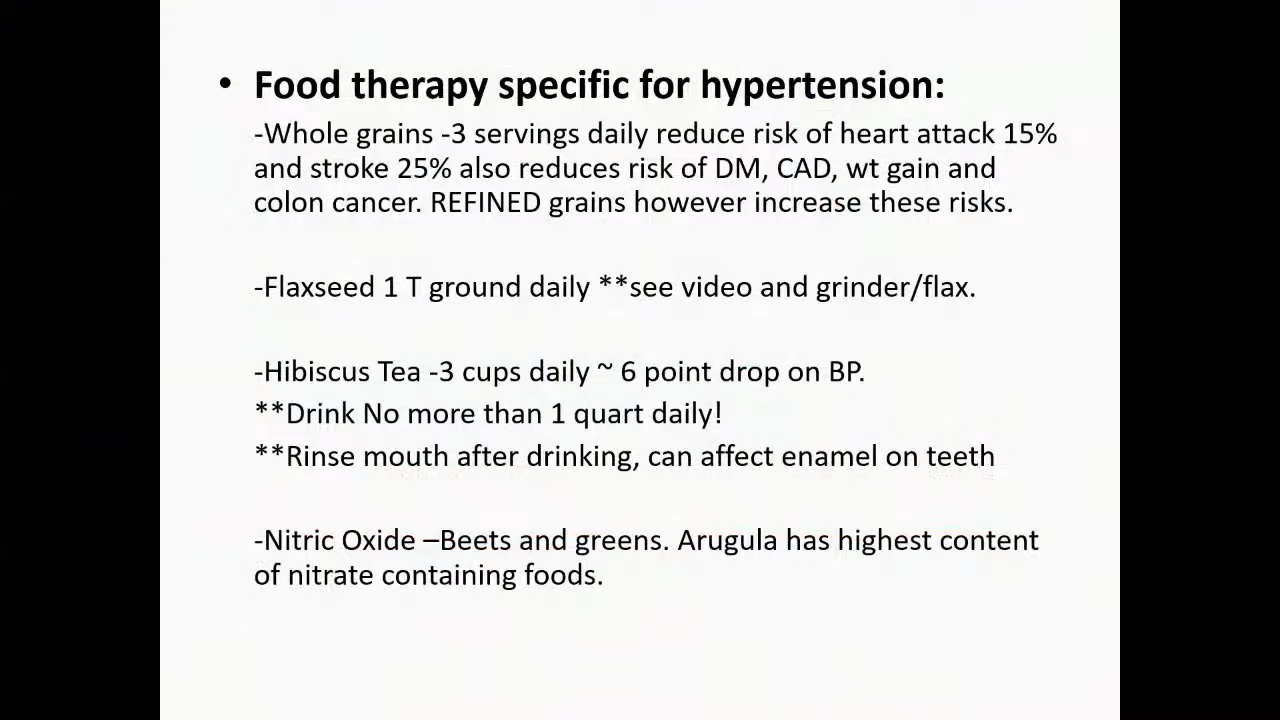 • Food therapy specific for hypertension:
-Whole grains -3 servings daily reduce risk of heart attack 15%
and stroke 25% also reduces risk of DM, CAD, wt gain and
colon cancer. REFINED grains however increase these risks.
-Flaxseed 1 T ground daily **see video and grinder/flax.
-Hibiscus Tea -3 cups daily ~ 6 point drop on BP.
**Drink No more than 1 quart daily!
**Rinse mouth after drinking, can affect enamel on teeth
-Nitric Oxide –Beets and greens. Arugula has highest content
of nitrate containing foods.